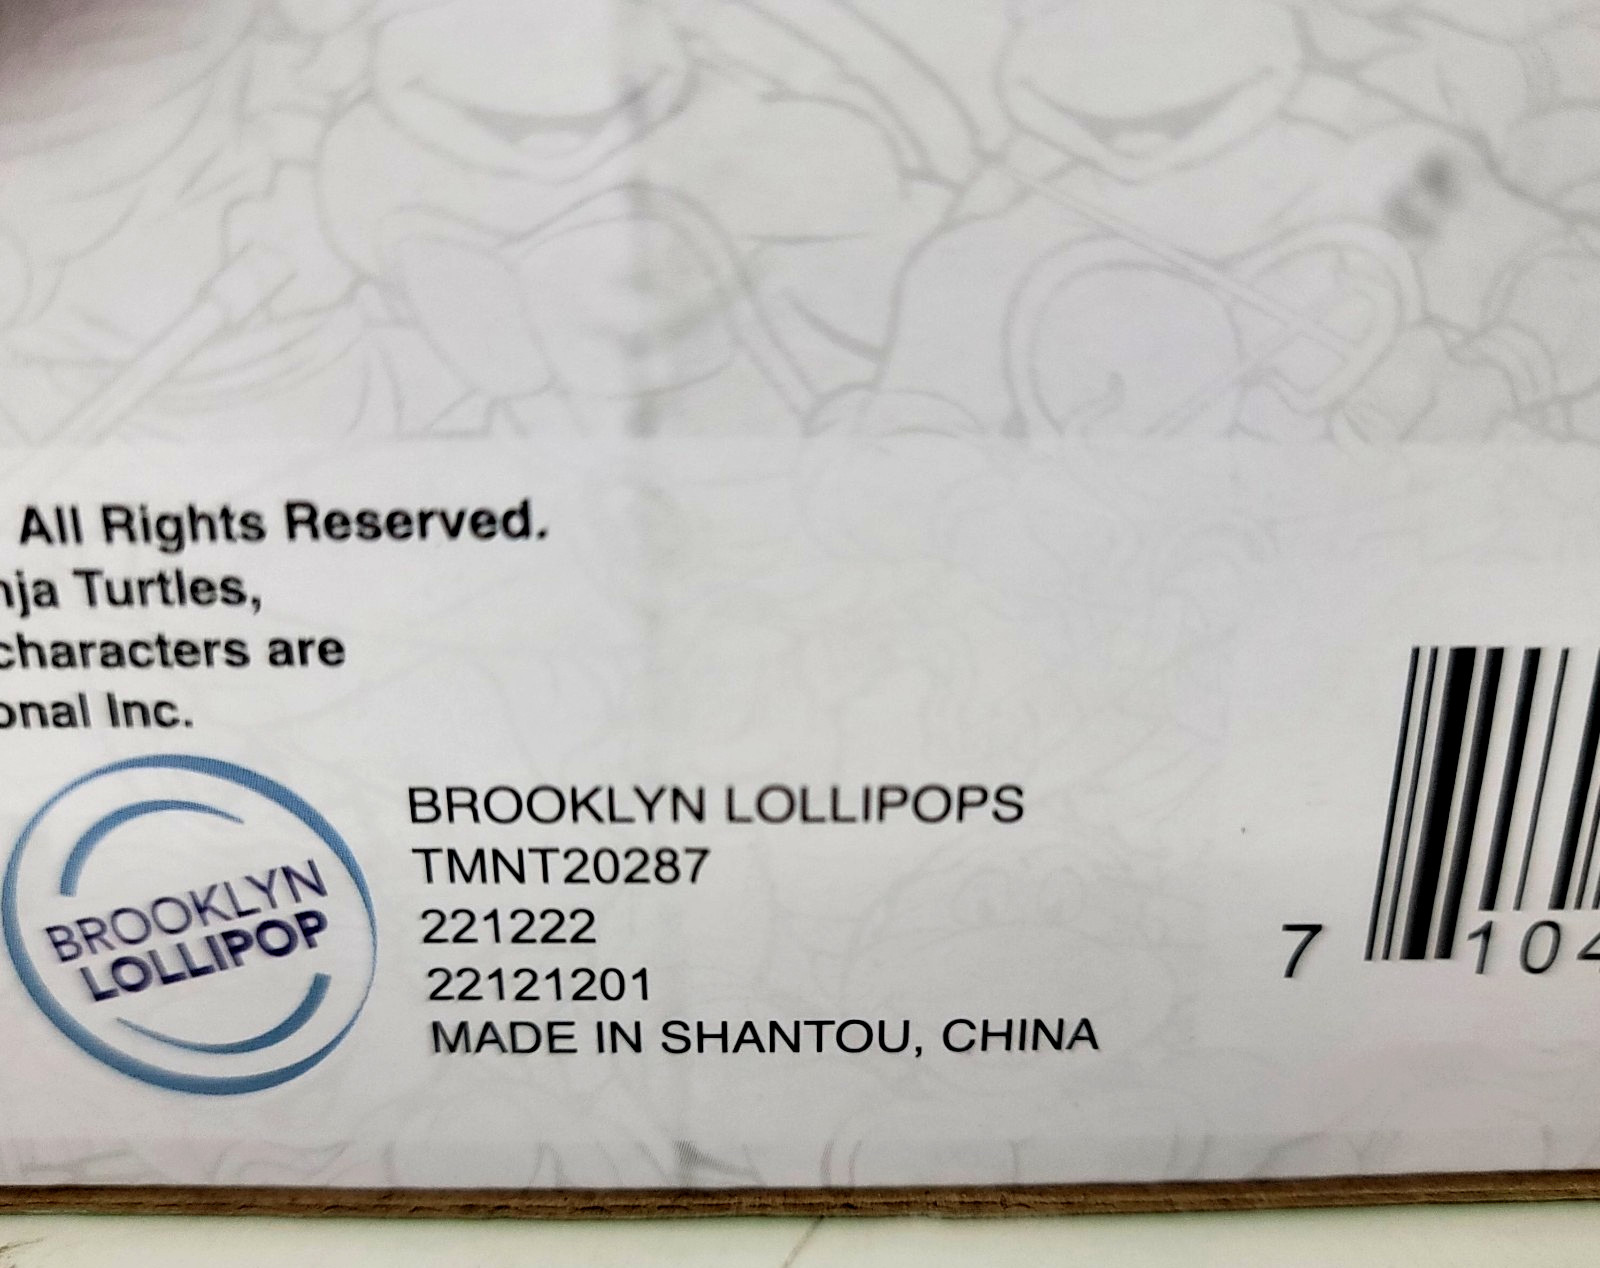 All Rights Reserved.
nja Turtles,
characters are
onal Inc.
BROOKLYN
LOLLIPOP
BROOKLYN LOLLIPOPS
TMNT20287
221222
22121201
MADE IN SHANTOU, CHINA
7 104